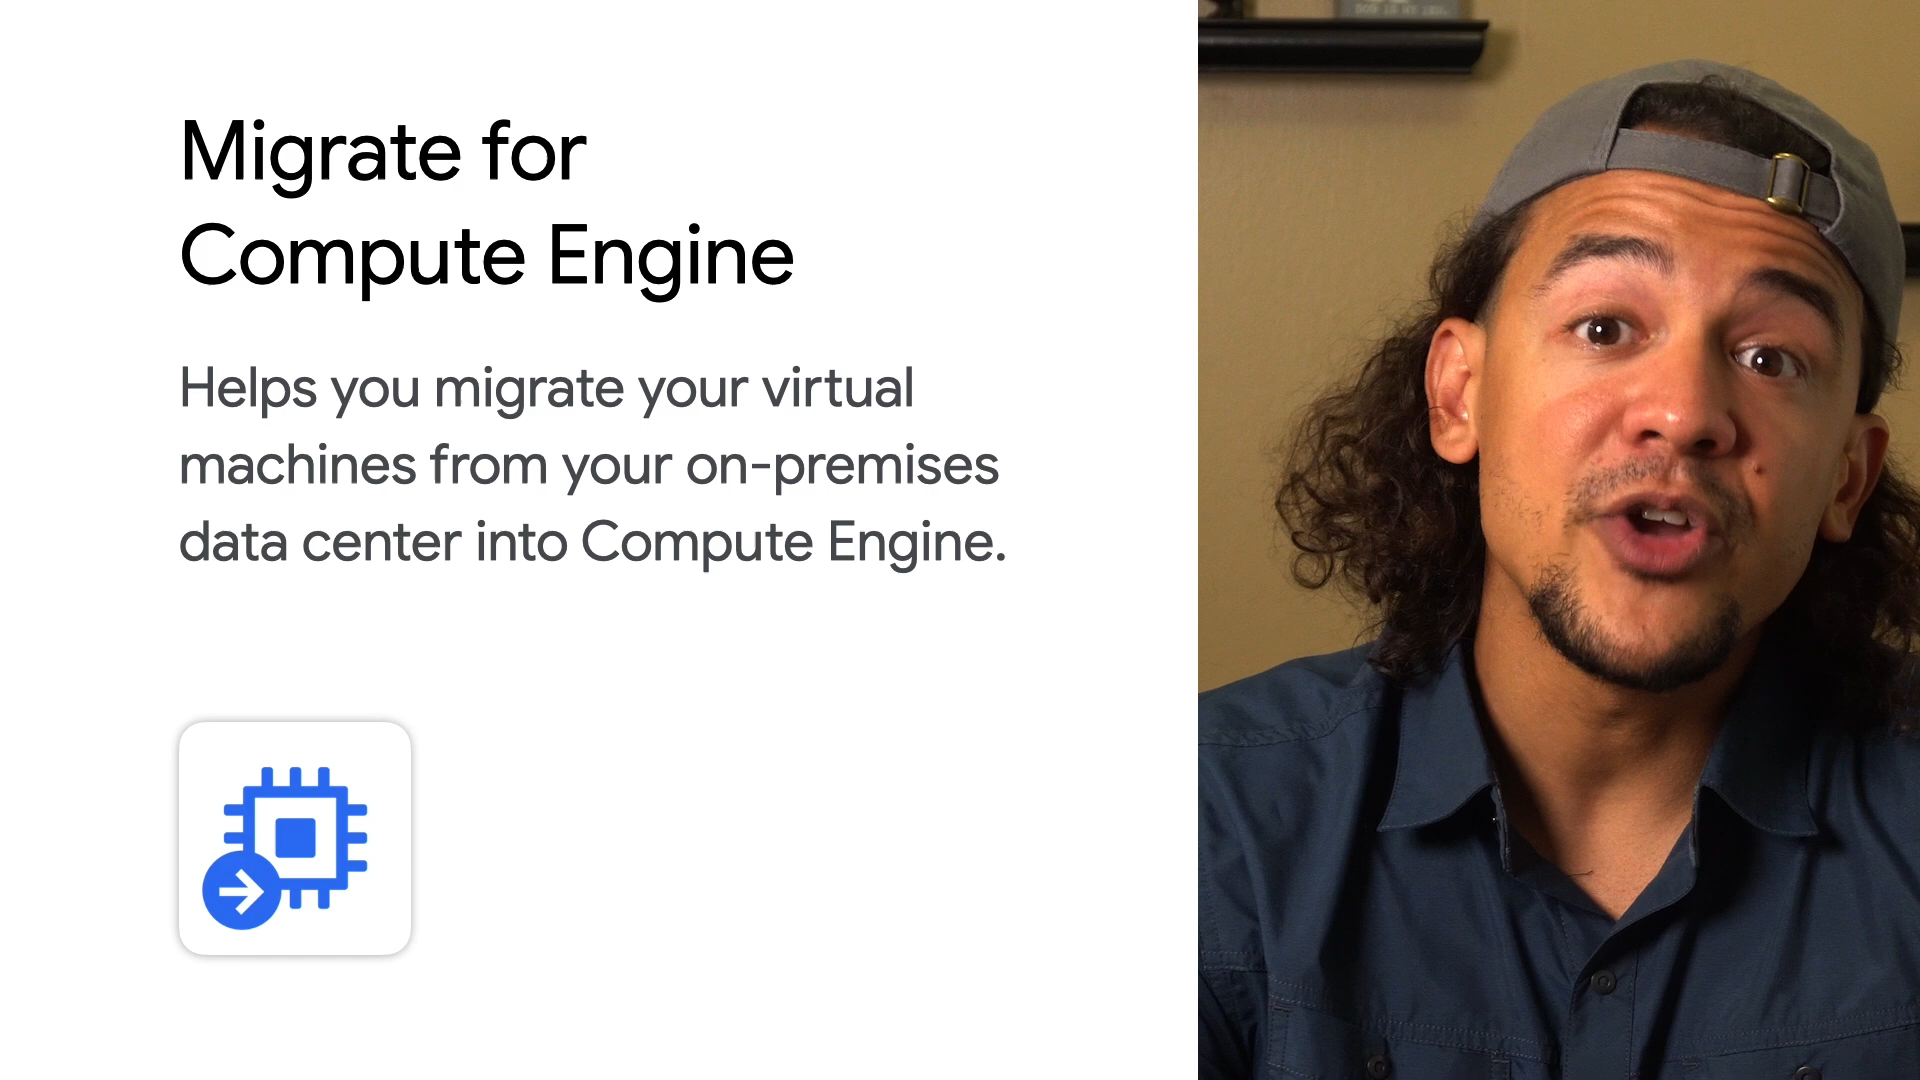 Migrate for
Compute Engine
Helps you migrate your virtual
machines from your on-premises
data center into Compute Engine.